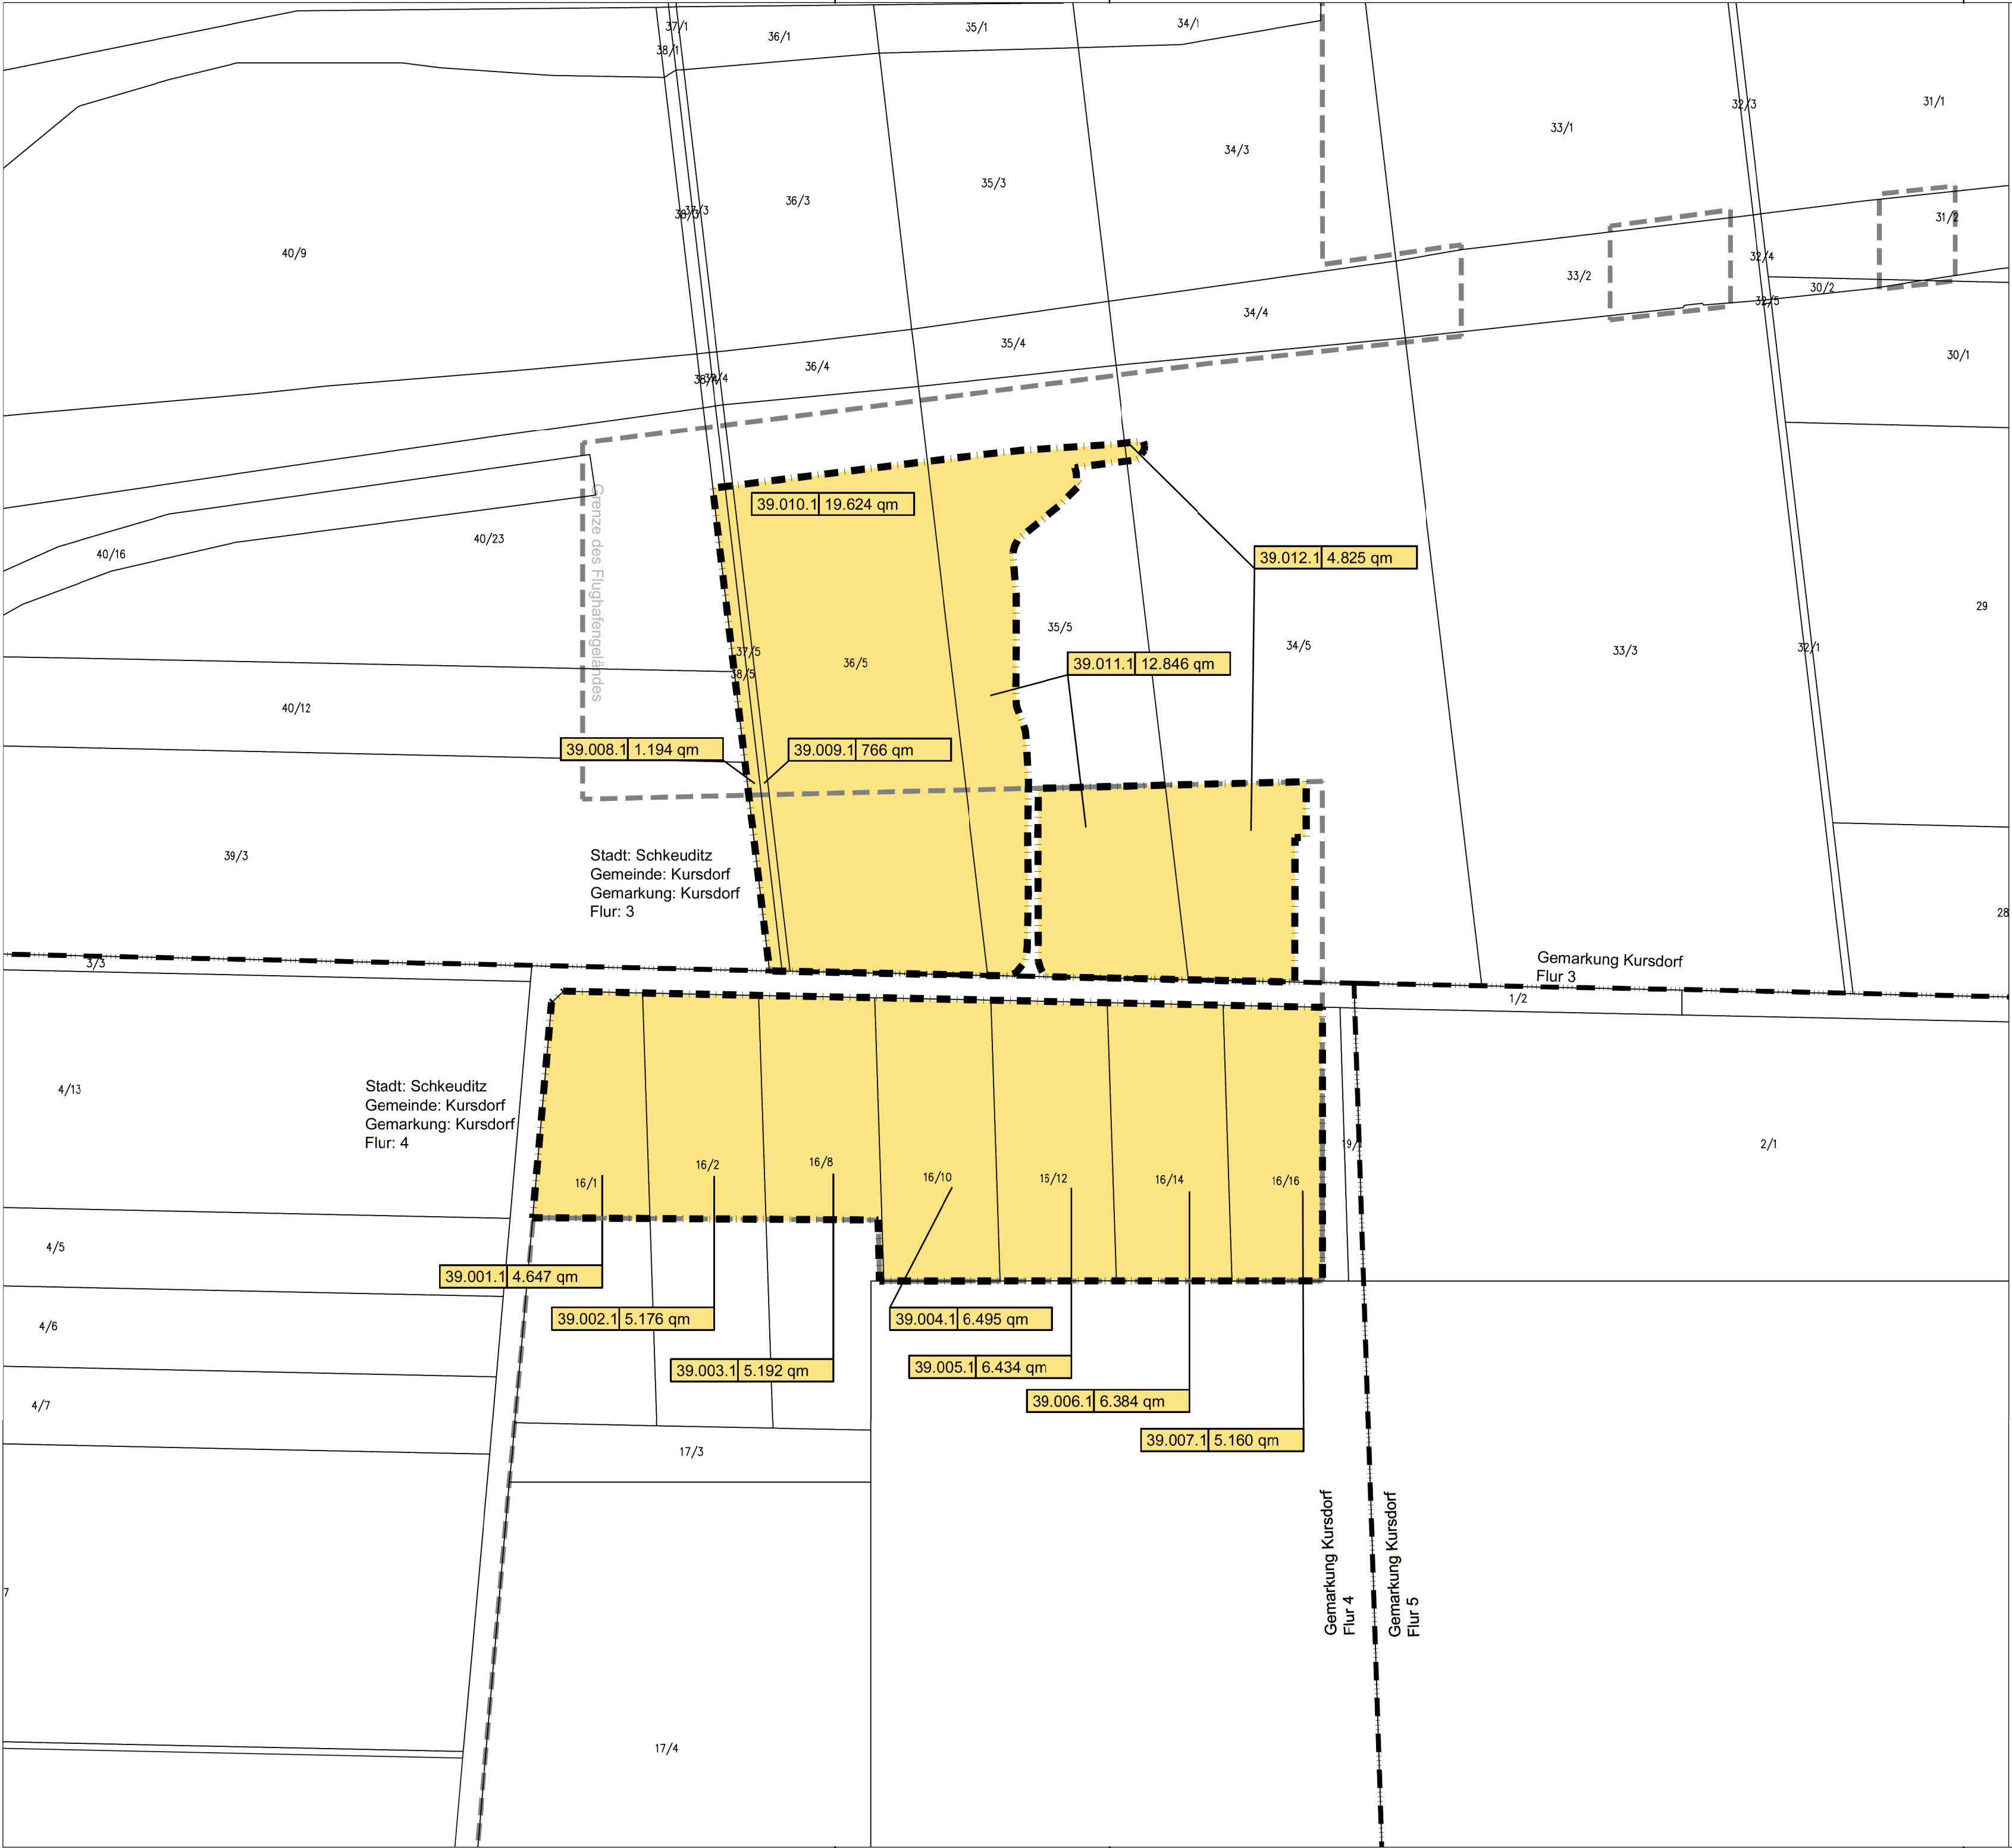 37/1
38/1
36/1
35/1
34/1
40/9
38/3
37/3
36/3
35/3
34/3
33/1
32/3
31/1
31/2
32/4
33/2
30/2
32/5
30/1
34/4
35/4
36/4
38/4
40/16
40/23
Grenze des Flughafengeländes
39.010.1 19.624 qm
39.012.1 4.825 qm
29
35/5
34/5
33/3
32/1
37/5
38/5
36/5
39.011.1 12.846 qm
40/12
39.008.1 1.194 qm
39.009.1 766 qm
39/3
Stadt: Schkeuditz
Gemeinde: Kursdorf
Gemarkung: Kursdorf
Flur: 3
28
3/3
Gemarkung Kursdorf
Flur 3
1/2
4/13
Stadt: Schkeuditz
Gemeinde: Kursdorf
Gemarkung: Kursdorf
Flur: 4
2/1
16/1
16/2
16/8
16/10
16/12
16/14
16/16
4/5
39.001.1 4.647 qm
4/6
39.002.1 5.176 qm
39.004.1 6.495 qm
39.003.1 5.192 qm
39.005.1 6.434 qm
4/7
39.006.1 6.384 qm
39.007.1 5.160 qm
17/3
Gemarkung Kursdorf
Flur 4
Gemarkung Kursdorf
Flur 5
7
17/4